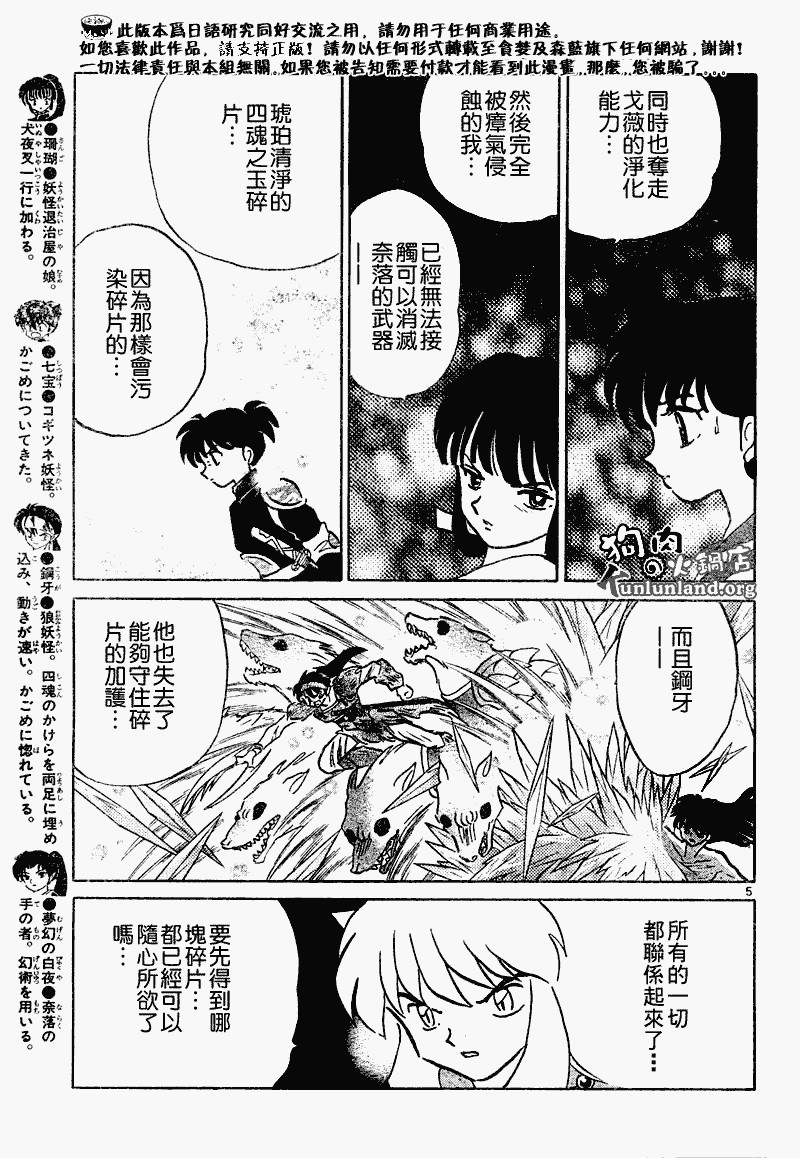 此版本爲日語研究同好交流之用，請勿用于任何商業用途。
如您喜歡此作品，請支持正版！請勿以任何形式轉載至貪婪及森藍旗下任何網站，謝謝！
一切法律責任與本組無關。如果您被告知需要付款才能看到此漫畫，那麼，您被騙了...
同時也奪走
戈薇的淨化
能力…
然後完全
被瘴氣侵
蝕的我…
已經無法接
觸可以消滅
奈落的武器
——
琥珀清淨的
四魂之玉碎
片…
因為那樣會污
染碎片的…
狗肉の火鍋店
Yunlunland.org
而且鋼牙
——
他也失去了
能夠守住碎
片的加護…
5
所有的一切
都聯係起來了…
要先得到哪
塊碎片…
都已經可以
隨心所欲了
嗎…
●珊瑚●妖怪退治屋の娘。
犬夜叉一行に加わる。
●七宝●コギツネ妖怪。
かごめについてきた。
●鋼牙●狼妖怪。四魂のかけらを両足に埋め
込み、動きが速い。かごめに惚れている。
●夢幻の白夜●奈落の
手の者。幻術を用いる。